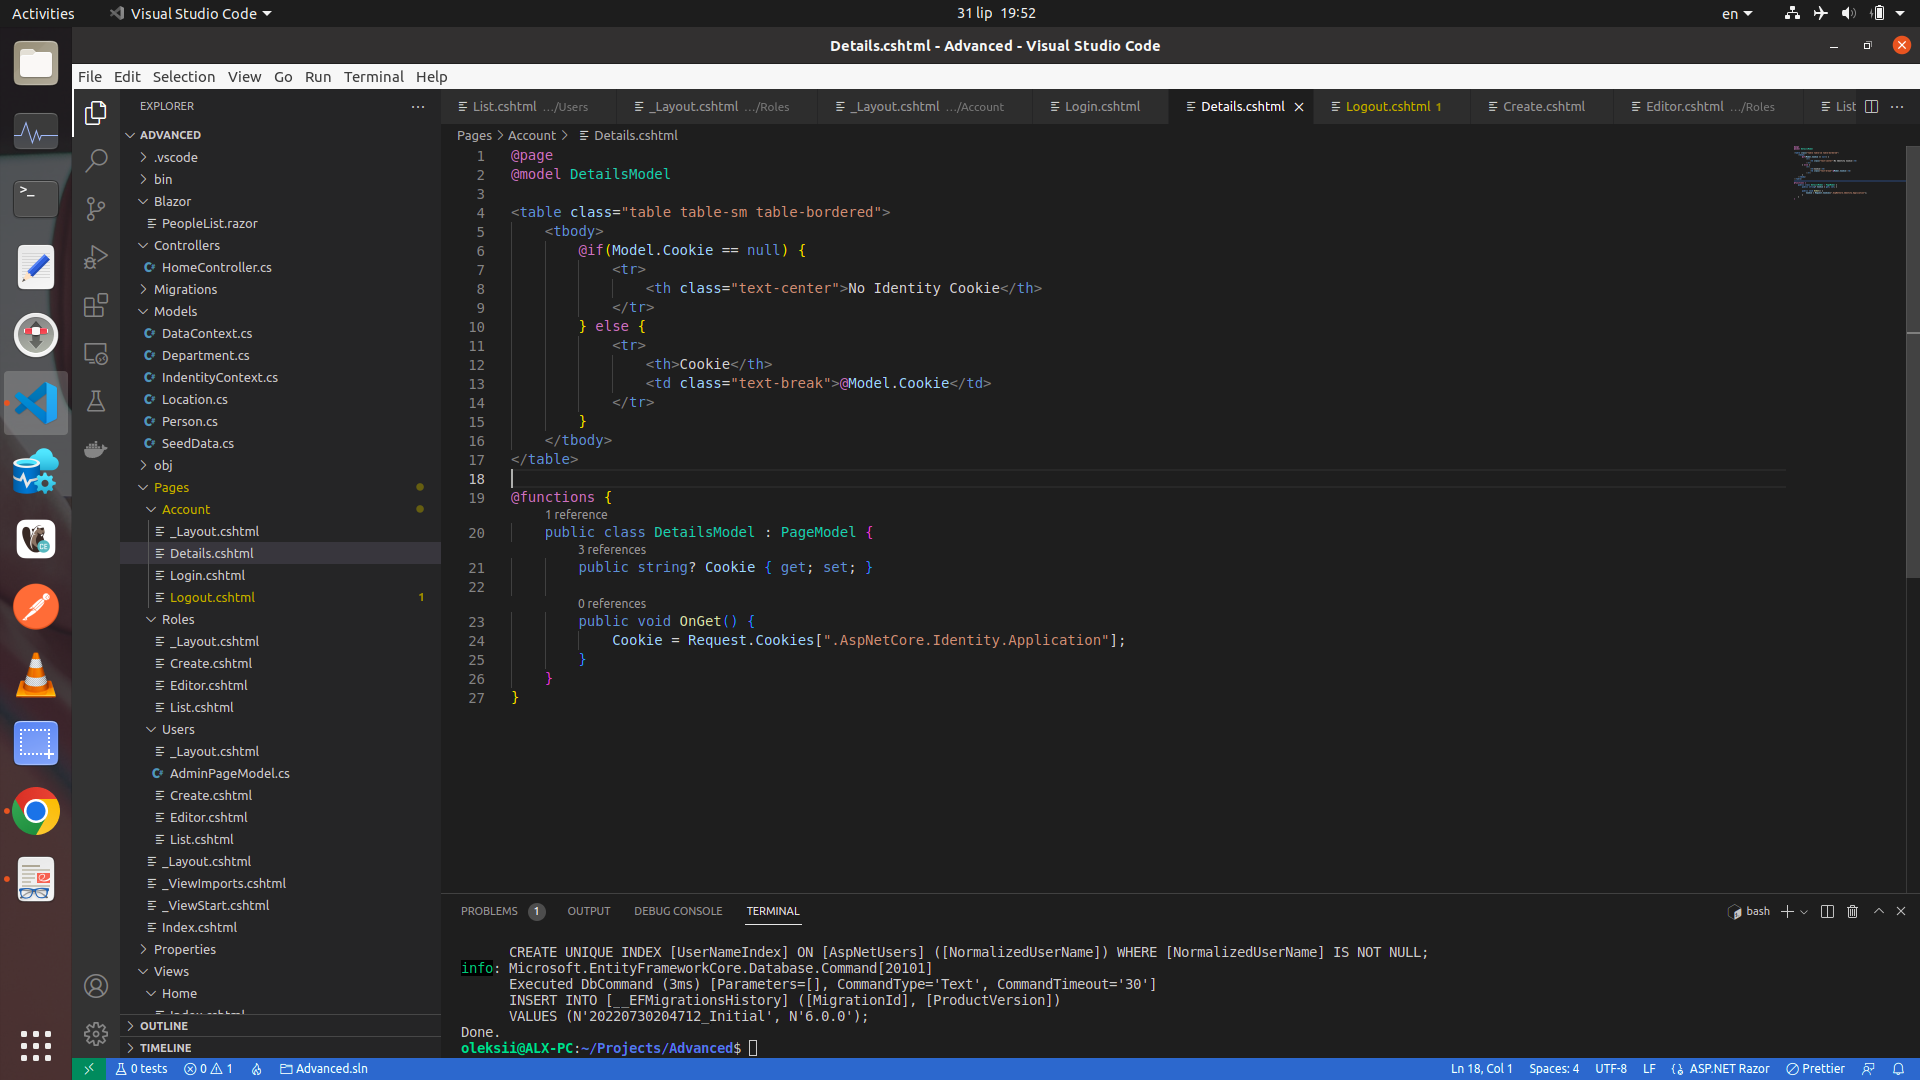 Activities
Visual Studio Code
31 lip 19:52
en
Details.cshtml - Advanced - Visual Studio Code
File Edit Selection View Go Run Terminal Help
EXPLORER
ADVANCED
.vscode
bin
Blazor
PeopleList.razor
Controllers
HomeController.cs
Migrations
Models
DataContext.cs
Department.cs
IndentityContext.cs
Location.cs
Person.cs
SeedData.cs
obj
Pages
Account
_Layout.cshtml
Details.cshtml
Login.cshtml
Logout.cshtml 1
Roles
_Layout.cshtml
Create.cshtml
Editor.cshtml
List.cshtml
Users
_Layout.cshtml
AdminPageModel.cs
Create.cshtml
Editor.cshtml
List.cshtml
_Layout.cshtml
_ViewImports.cshtml
_ViewStart.cshtml
Index.cshtml
Properties
Views
Home
Index.cshtml
OUTLINE
TIMELINE
List.cshtml .../Users _Layout.cshtml .../Roles _Layout.cshtml .../Account Login.cshtml Details.cshtml Logout.cshtml 1 Create.cshtml Editor.cshtml .../Roles List
Pages > Account > Details.cshtml
1 @page
2 @model DetailsModel
3
4 <table class="table table-sm table-bordered">
5 <tbody>
6 @if(Model.Cookie == null) {
7 <tr>
8 <th class="text-center">No Identity Cookie</th>
9 </tr>
10 } else {
11 <tr>
12 <th>Cookie</th>
13 <td class="text-break">@Model.Cookie</td>
14 </tr>
15 }
16 </tbody>
17 </table>
18
19 @functions {
1 reference
20 public class DetailsModel : PageModel {
3 references
21 public string? Cookie { get; set; }
22
0 references
23 public void OnGet() {
24 Cookie = Request.Cookies[".AspNetCore.Identity.Application"];
25 }
26 }
27 }
PROBLEMS 1 OUTPUT DEBUG CONSOLE TERMINAL
bash
CREATE UNIQUE INDEX [UserNameIndex] ON [AspNetUsers] ([NormalizedUserName]) WHERE [NormalizedUserName] IS NOT NULL;
info: Microsoft.EntityFrameworkCore.Database.Command[20101]
Executed DbCommand (3ms) [Parameters=[], CommandType='Text', CommandTimeout='30']
INSERT INTO [__EFMigrationsHistory] ([MigrationId], [ProductVersion])
VALUES (N'20220730204712_Initial', N'6.0.0');
Done.
oleksii@ALX-PC:~/Projects/Advanced$
0 tests 0 1 Advanced.sln
Ln 18, Col 1 Spaces: 4 UTF-8 LF ASP.NET Razor Prettier